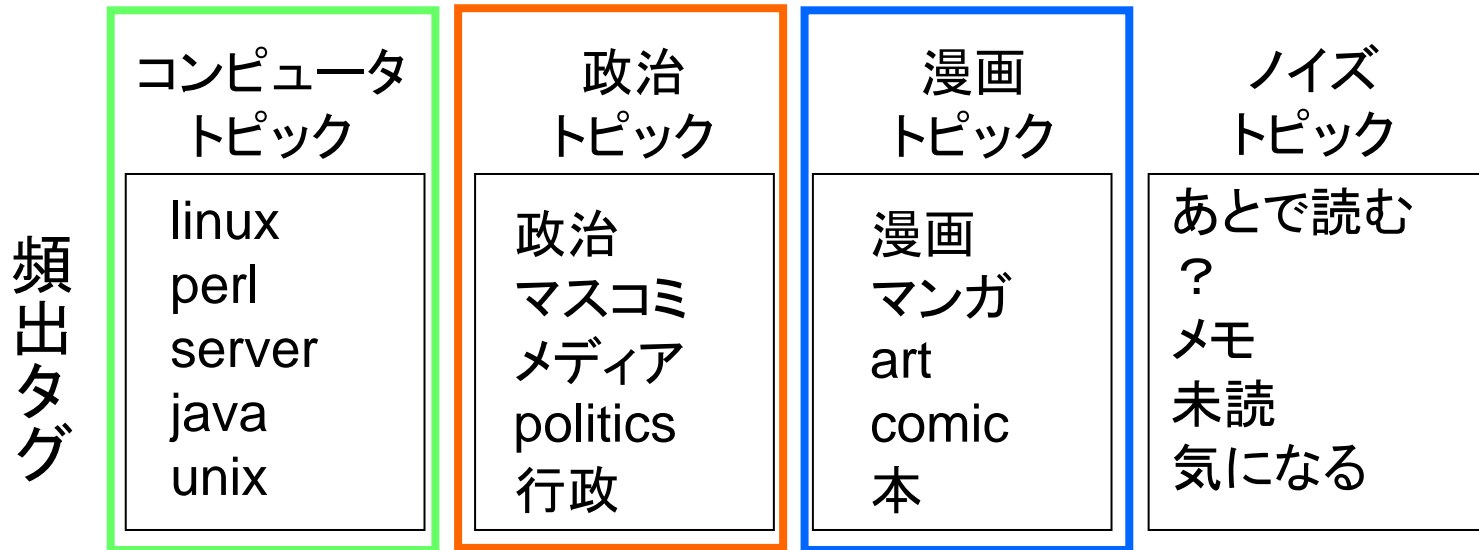 頻出タグ
コンピュータ
トピック
linux
perl
server
java
unix
政治
トピック
政治
マスコミ
メディア
politics
行政
漫画
トピック
漫画
マンガ
art
comic
本
ノイズ
トピック
あとで読む
？
メモ
未読
気になる